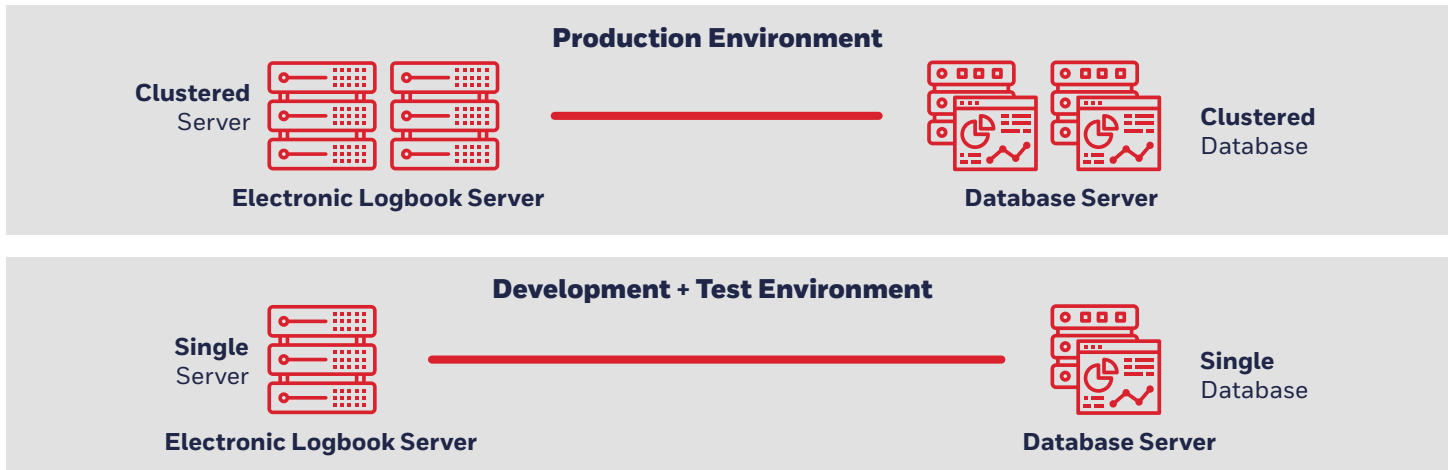 Production Environment
Clustered
Server
Clustered
Database
Electronic Logbook Server
Database Server
Development + Test Environment
Single
Server
Single
Database
Electronic Logbook Server
Database Server